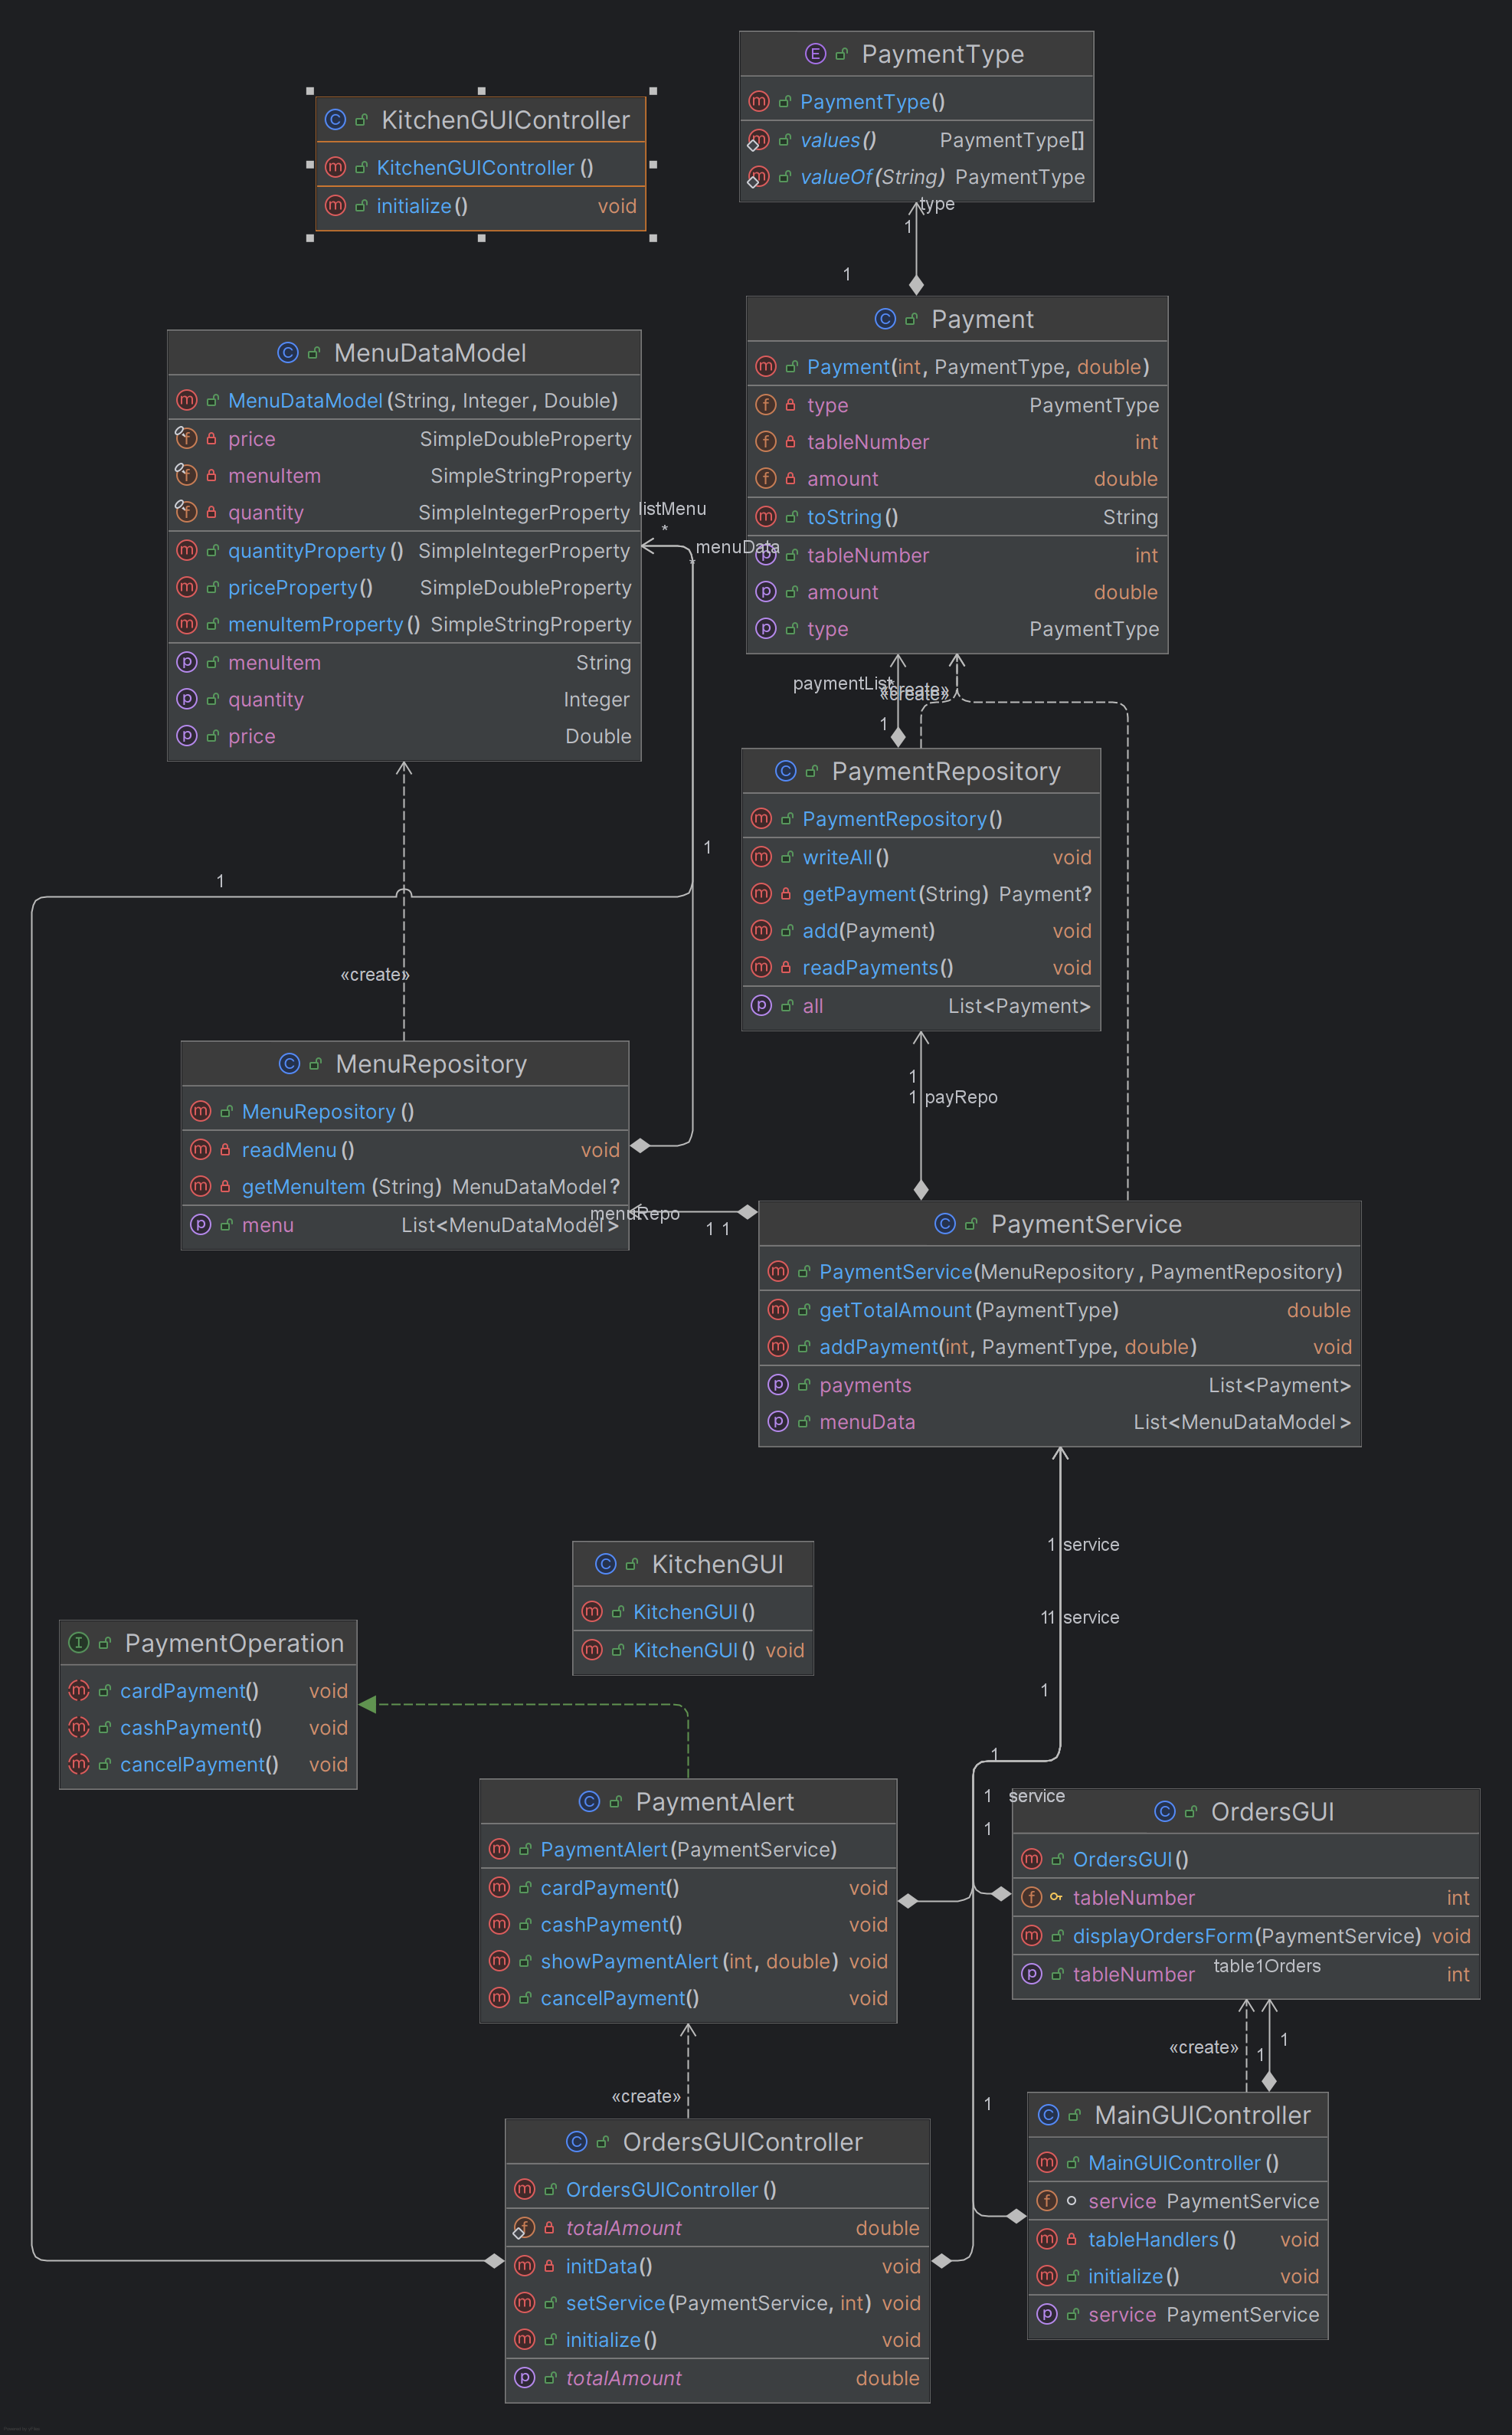 PaymentType
PaymentType()
values() PaymentType[]
valueOf(String) PaymentType
type
1
1
KitchenGUIController
KitchenGUIController()
initialize() void
Payment
Payment(int, PaymentType, double)
type PaymentType
tableNumber int
amount double
toString() String
tableNumber int
amount double
type PaymentType
MenuDataModel
MenuDataModel(String, Integer, Double)
price SimpleDoubleProperty
menuItem SimpleStringProperty
quantity SimpleIntegerProperty
quantityProperty() SimpleIntegerProperty
priceProperty() SimpleDoubleProperty
menuItemProperty() SimpleStringProperty
menuItem String
quantity Integer
price Double
listMenu
*
menuData
*
paymentList
«create»
«create»
1
PaymentRepository
PaymentRepository()
writeAll() void
getPayment(String) Payment?
add(Payment) void
readPayments() void
all List<Payment>
1
1
«create»
MenuRepository
MenuRepository()
readMenu() void
getMenuItem(String) MenuDataModel?
menu List<MenuDataModel>
1
1 payRepo
menuRepo
1 1
PaymentService
PaymentService(MenuRepository, PaymentRepository)
getTotalAmount(PaymentType) double
addPayment(int, PaymentType, double) void
payments List<Payment>
menuData List<MenuDataModel>
1 service
11 service
1
1
1 service
1
KitchenGUI
KitchenGUI()
KitchenGUI() void
PaymentOperation
cardPayment() void
cashPayment() void
cancelPayment() void
PaymentAlert
PaymentAlert(PaymentService)
cardPayment() void
cashPayment() void
showPaymentAlert(int, double) void
cancelPayment() void
OrdersGUI
OrdersGUI()
tableNumber int
displayOrdersForm(PaymentService) void
tableNumber int
table1Orders
«create»
1
1
«create»
1
MainGUIController
MainGUIController()
service PaymentService
tableHandlers() void
initialize() void
service PaymentService
OrdersGUIController
OrdersGUIController()
totalAmount double
initData() void
setService(PaymentService, int) void
initialize() void
totalAmount double